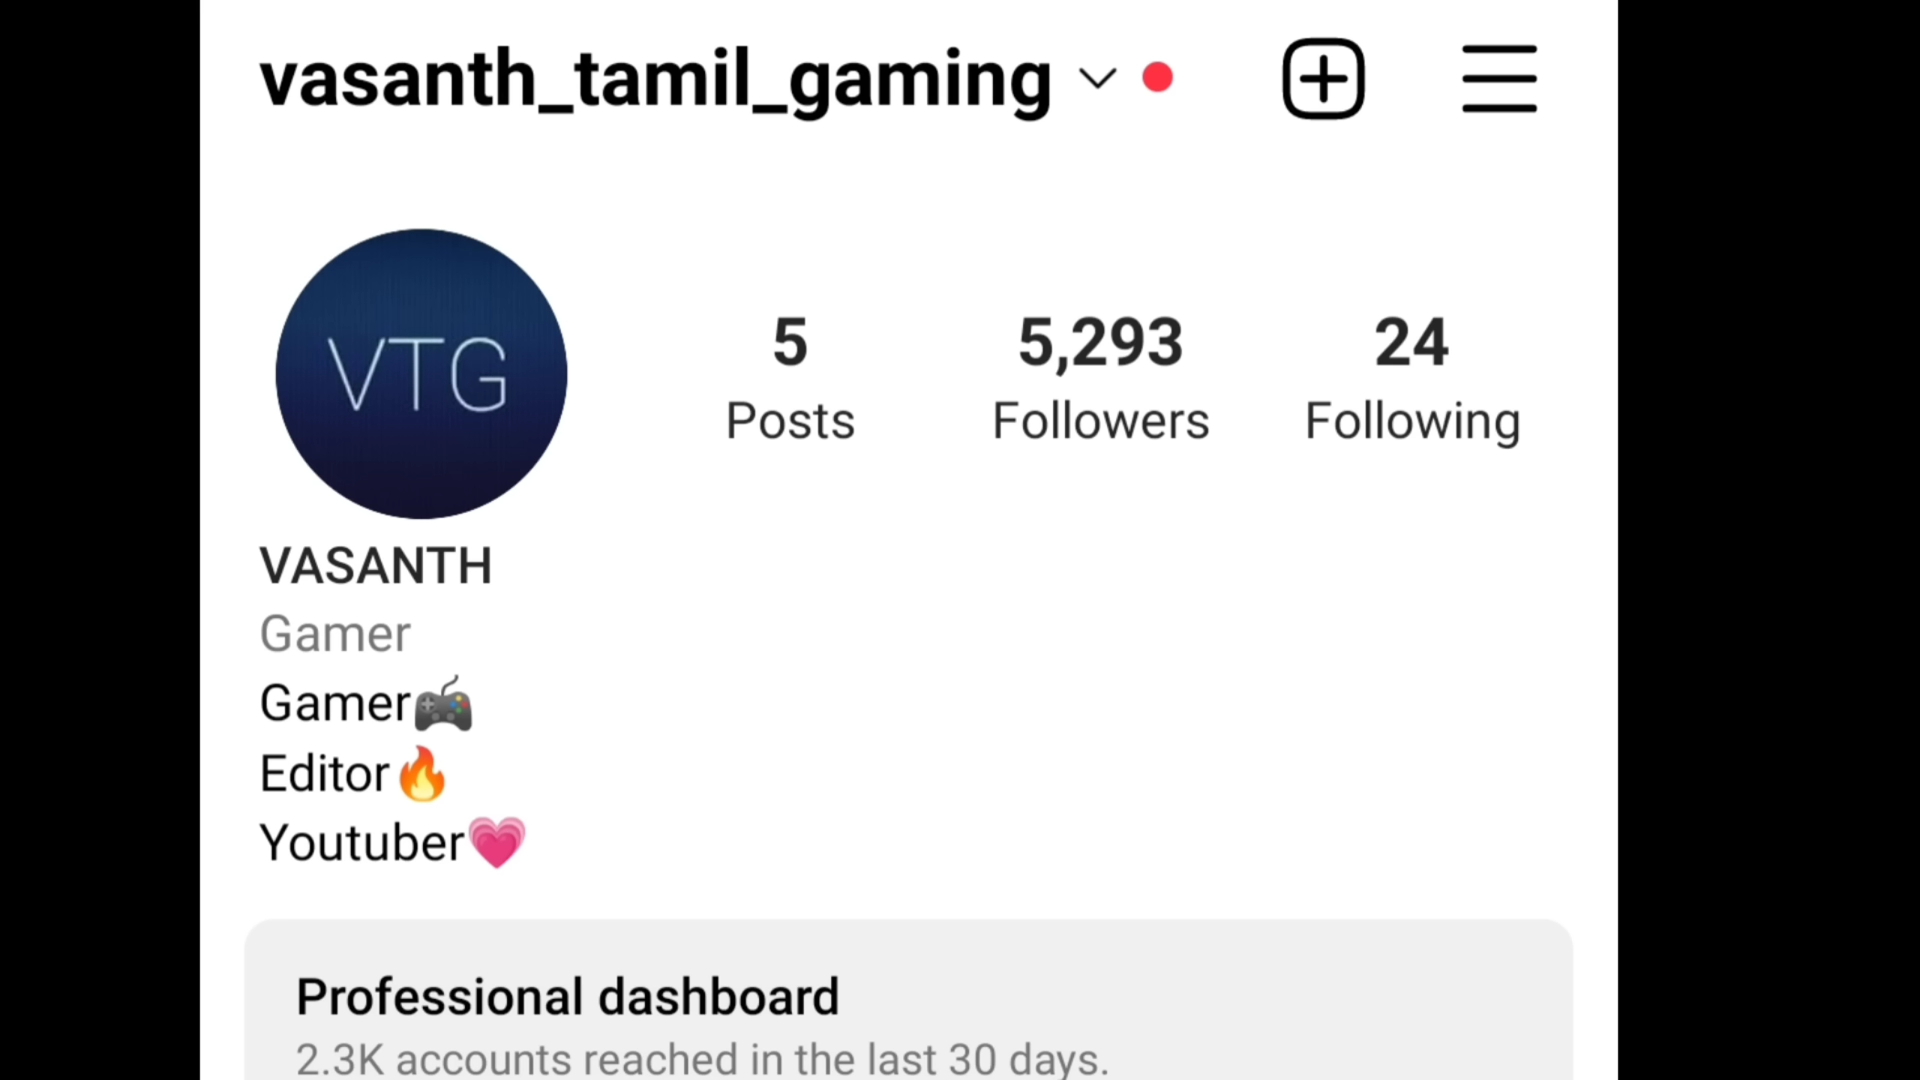 vasanth_tamil_gaming
VTG
5
5,293
24
Posts
Followers
Following
VASANTH
Gamer
Gamer🎮
Editor🔥
Youtuber💗
Professional dashboard
2.3K accounts reached in the last 30 days.